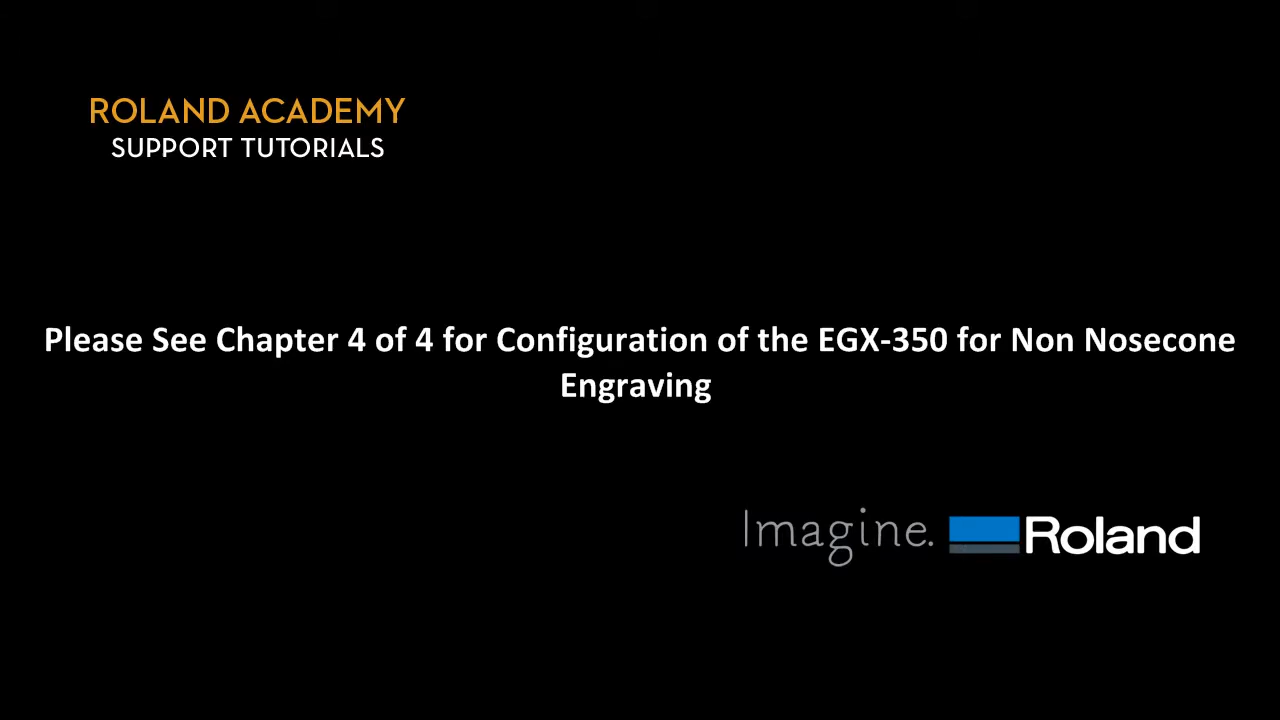 ROLAND ACADEMY
SUPPORT TUTORIALS
Please See Chapter 4 of 4 for Configuration of the EGX-350 for Non Nosecone
Engraving
Imagine. Roland